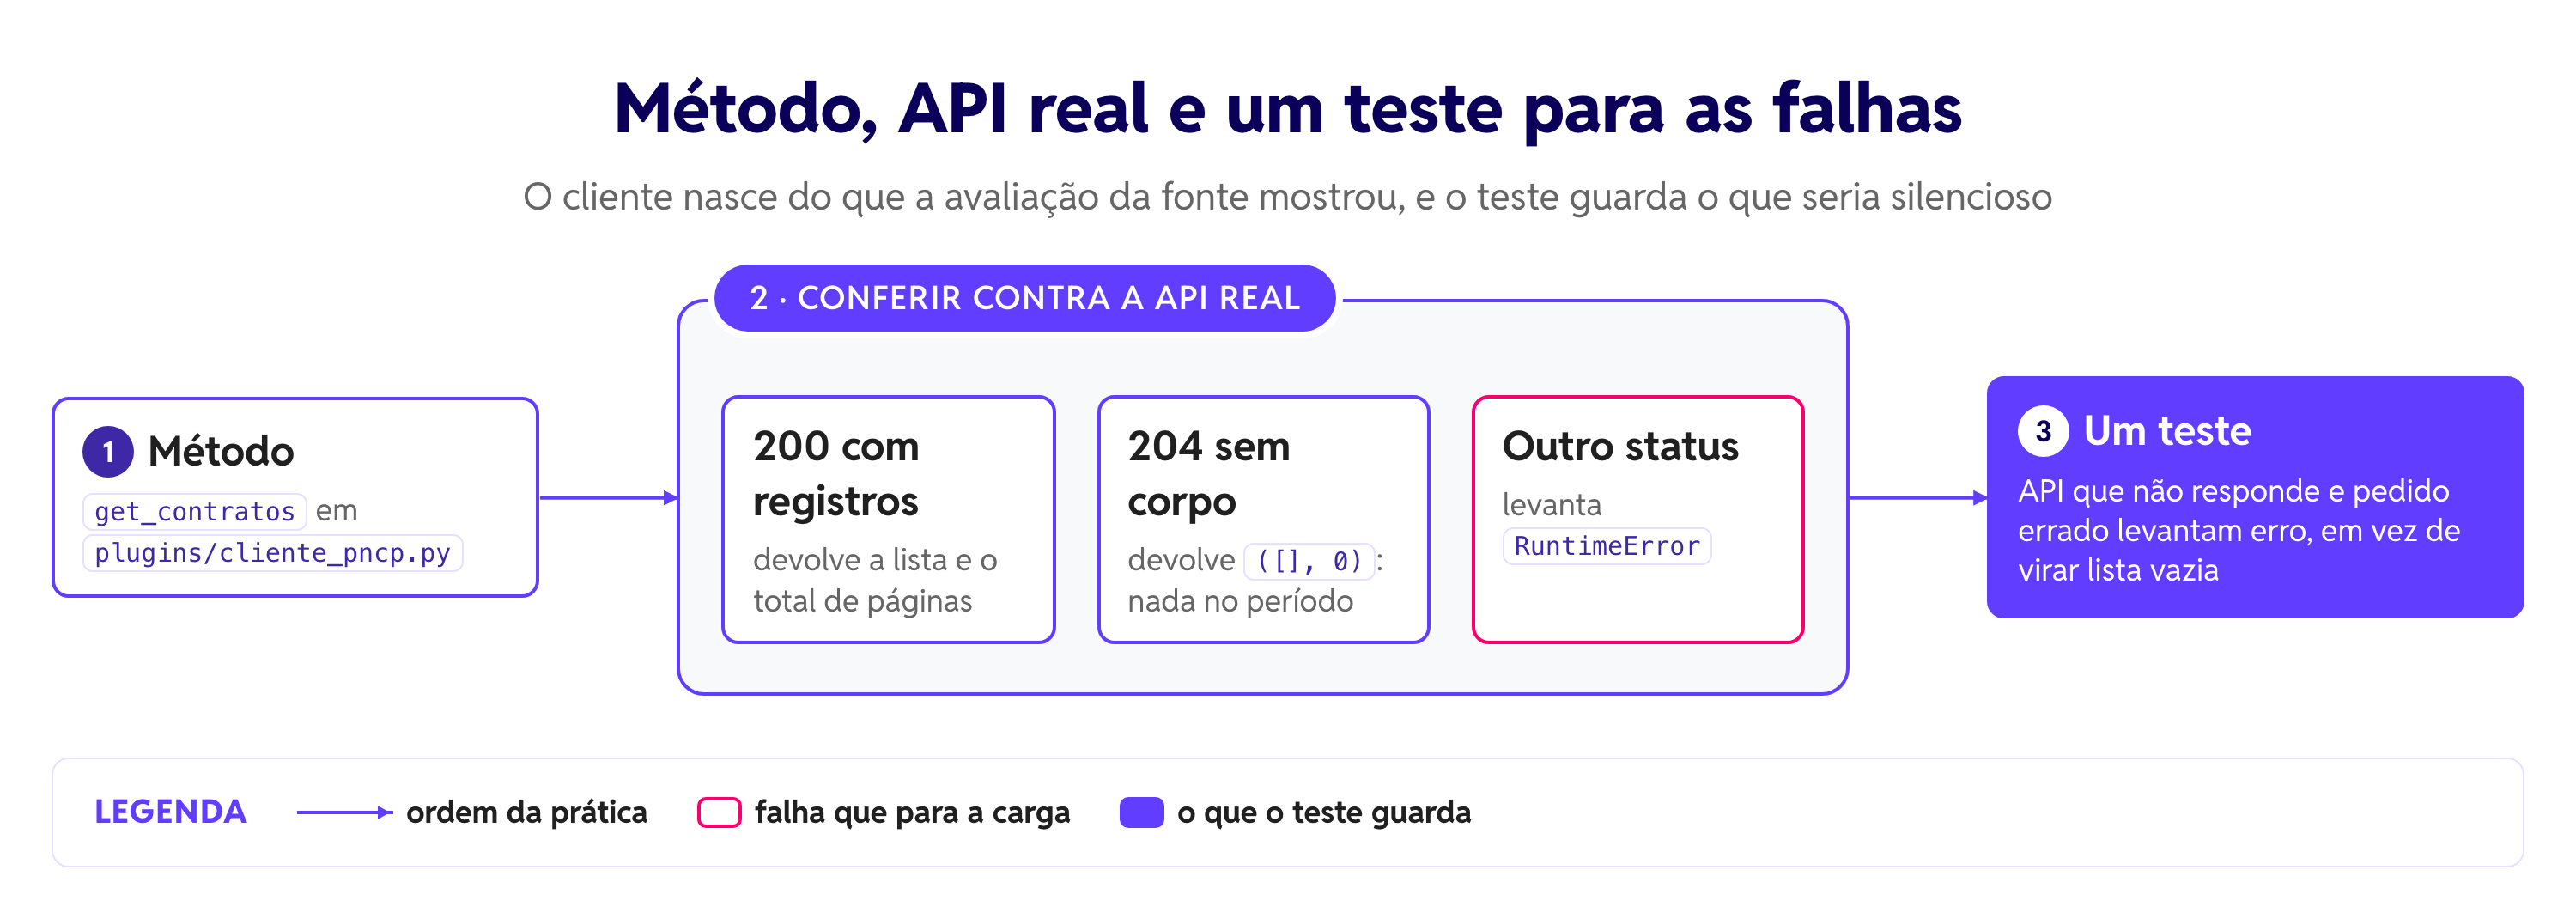 Método, API real e um teste para as falhas
O cliente nasce do que a avaliação da fonte mostrou, e o teste guarda o que seria silencioso
1 Método
get_contratos em
plugins/cliente_pncp.py
2 · CONFERIR CONTRA A API REAL
200 com
registros
devolve a lista e o
total de páginas
204 sem
corpo
devolve ([], 0):
nada no período
Outro status
levanta
RuntimeError
3 Um teste
API que não responde e pedido
errado levantam erro, em vez de
virar lista vazia
LEGENDA
ordem da prática
falha que para a carga
o que o teste guarda